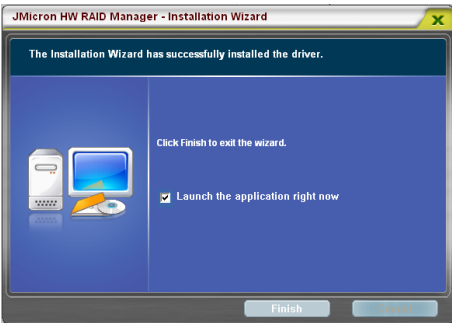 JMicron HW RAID Manager - Installation Wizard
X
The Installation Wizard has successfully installed the driver.
Click Finish to exit the wizard.
Launch the application right now
Finish